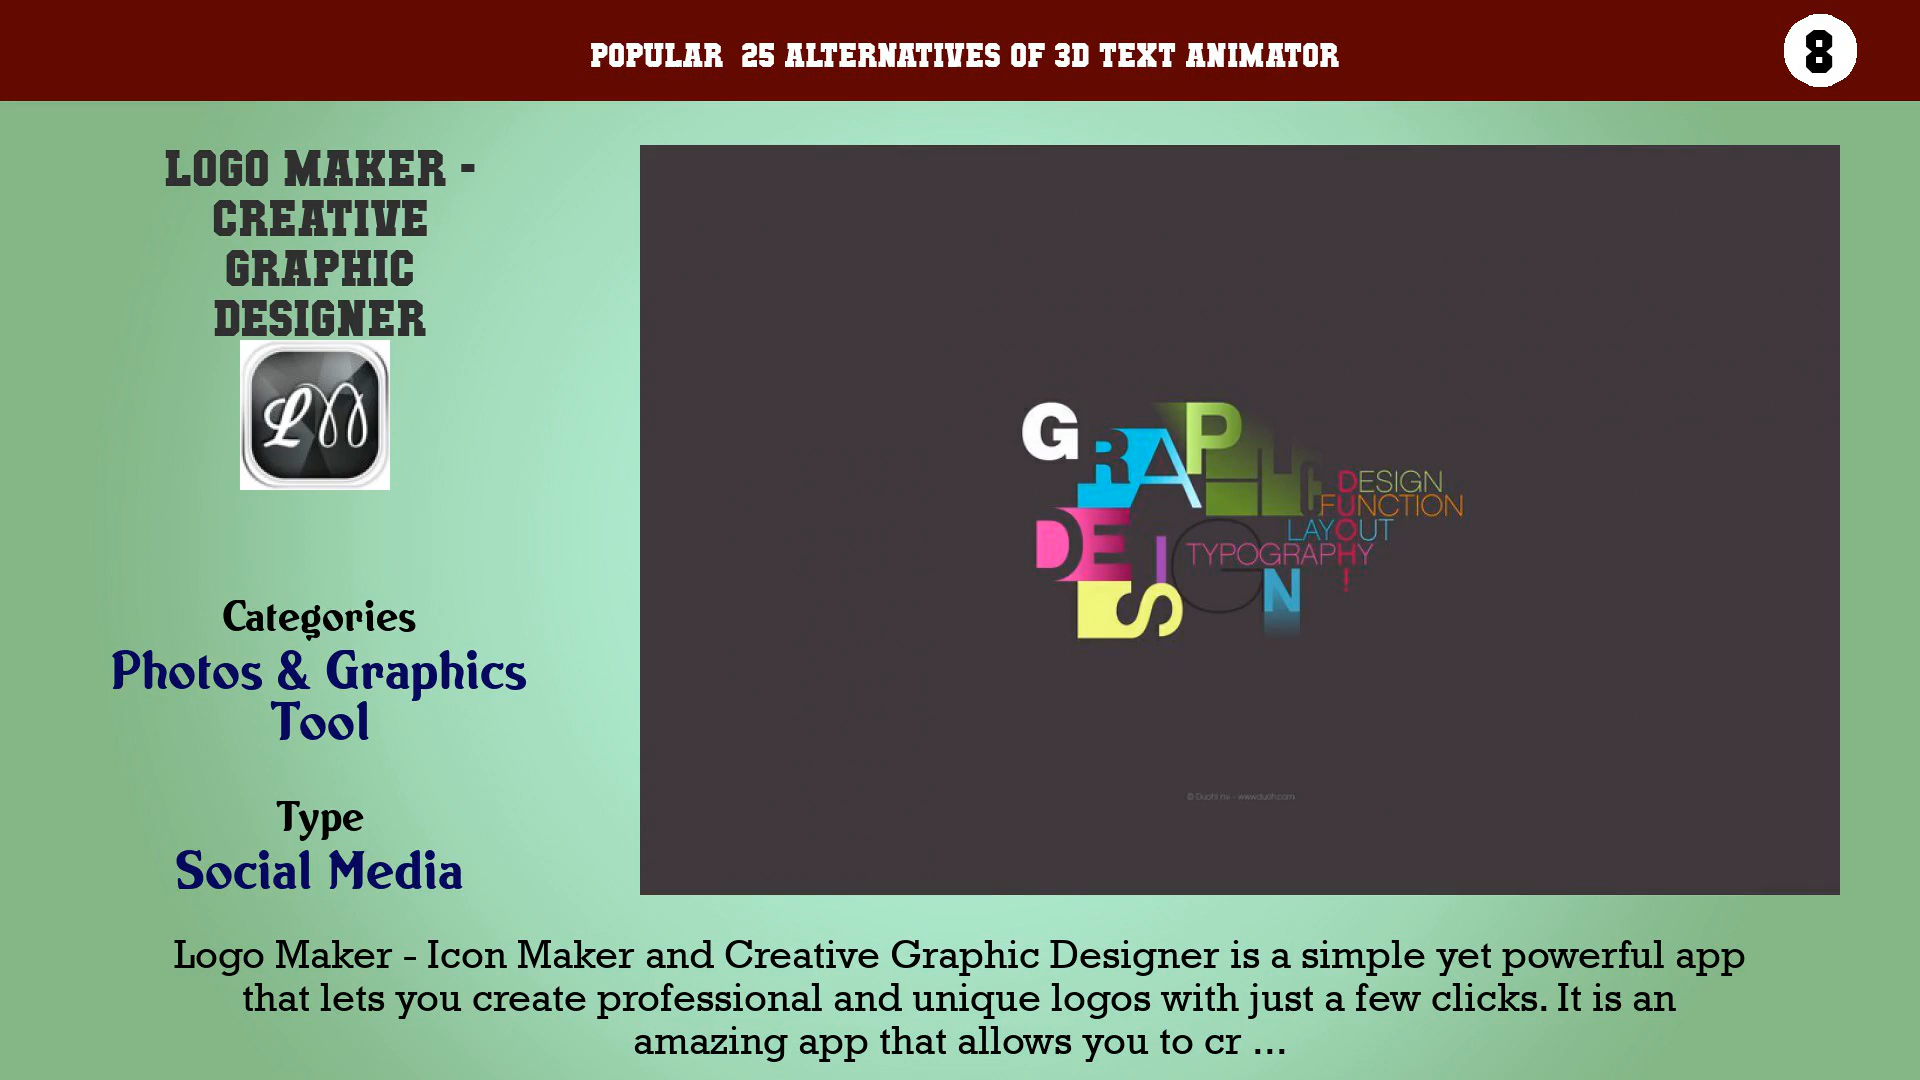 POPULAR 25 ALTERNATIVES OF 3D TEXT ANIMATOR
8
LOGO MAKER -
CREATIVE
GRAPHIC
DESIGNER
LM
Categories
Photos & Graphics
Tool
Type
Social Media
GRAPHIC
DESIGN
DESIGN
FUNCTION
LAYOUT
TYPOGRAPHY
DUOH!
Logo Maker - Icon Maker and Creative Graphic Designer is a simple yet powerful app
that lets you create professional and unique logos with just a few clicks. It is an
amazing app that allows you to cr ...